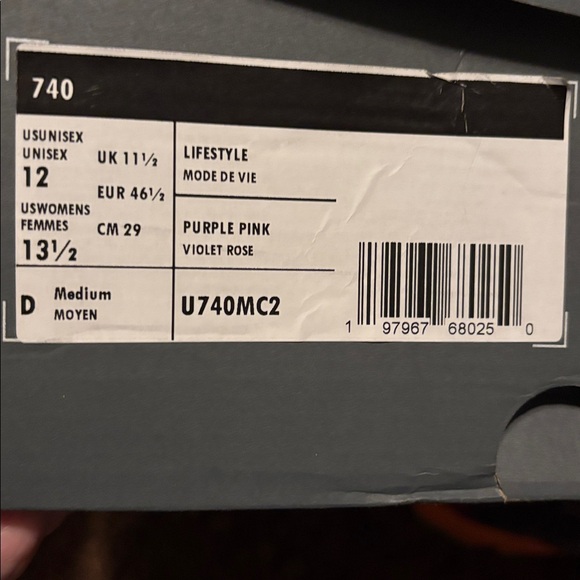 740
USUNISEX
UNISEX
12
USWOMENS
FEMMES
13½
UK 11½
EUR 46½
CM 29
LIFESTYLE
MODE DE VIE
PURPLE PINK
VIOLET ROSE
D Medium
MOYEN
U740MC2
1 97967 68025 0